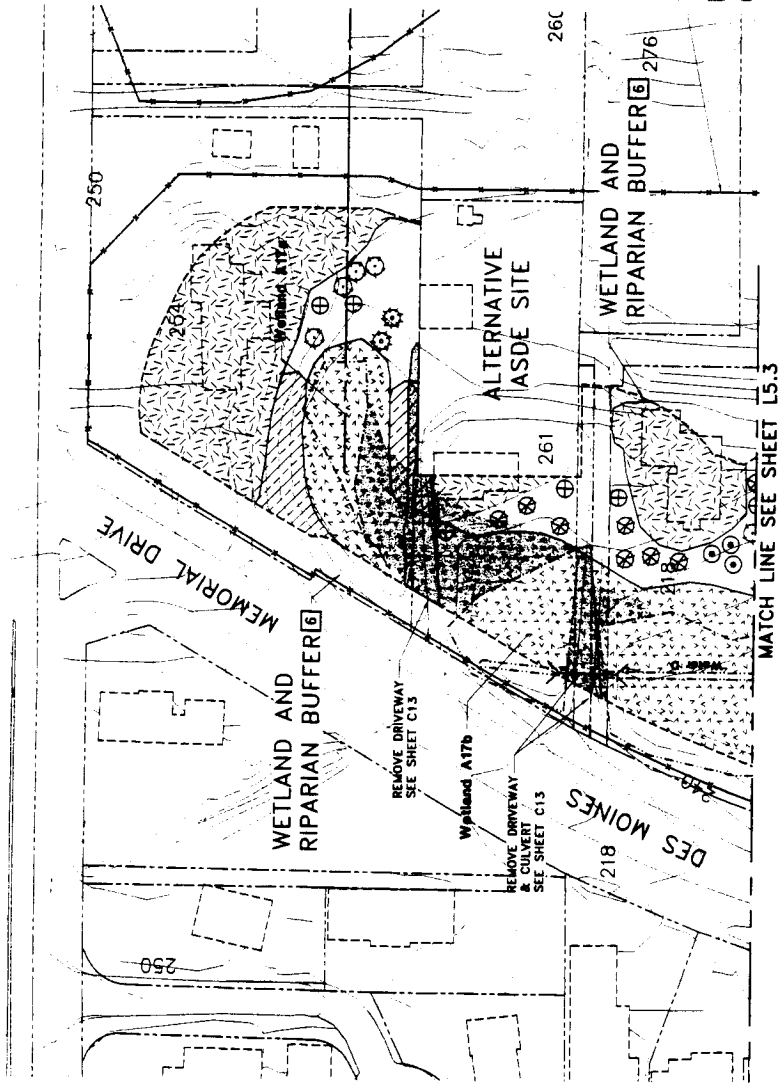 260
276
250
264
WETLAND AND
RIPARIAN BUFFER 6
ALTERNATIVE
ASDE SITE
261
MEMORIAL DRIVE
WETLAND AND
RIPARIAN BUFFER 6
REMOVE DRIVEWAY
SEE SHEET C13
Wetland A17b
REMOVE DRIVEWAY
& CULVERT
SEE SHEET C13
218
Water
240
DES MOINES
218
250
MATCH LINE SEE SHEET L5.3